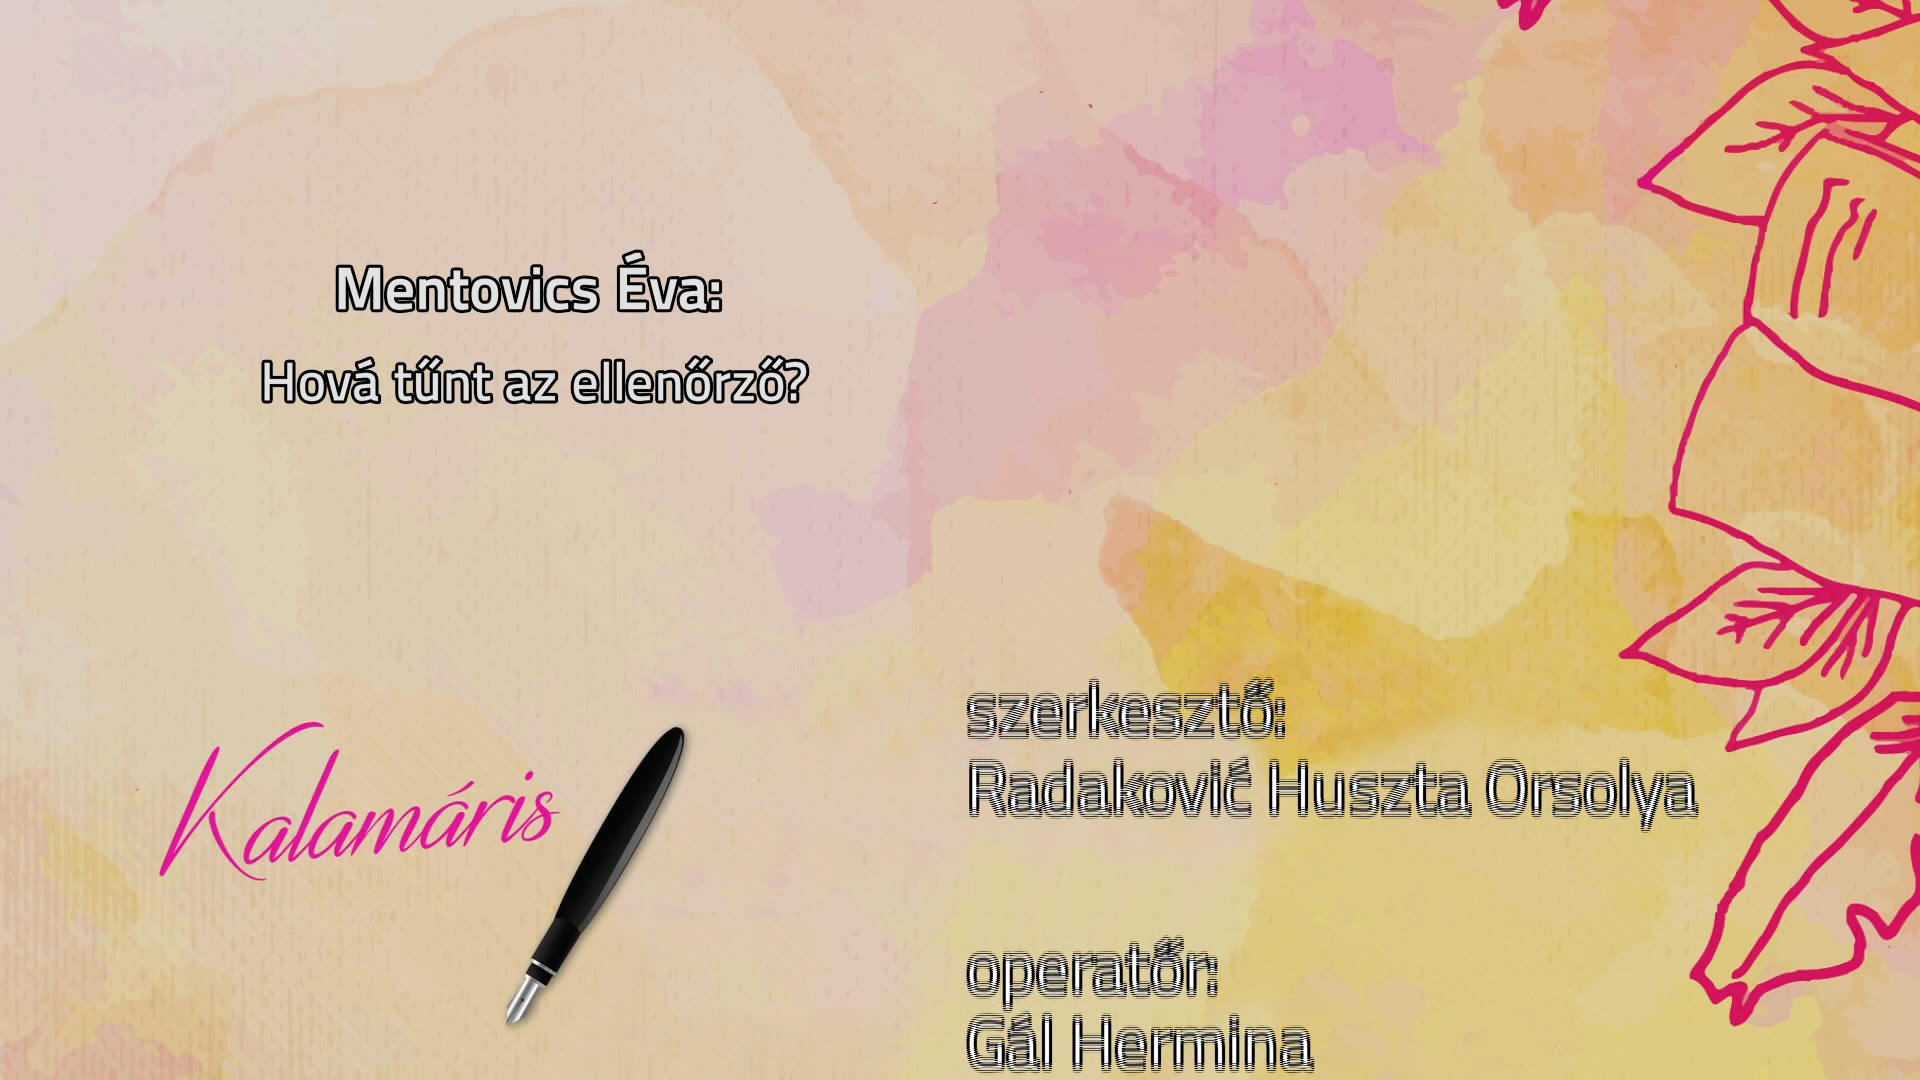 Mentovics Éva:
Hová tűnt az ellenőrző?
Kalamáris
szerkesztő:
Radaković Huszta Orsolya
operatőr:
Gál Hermina